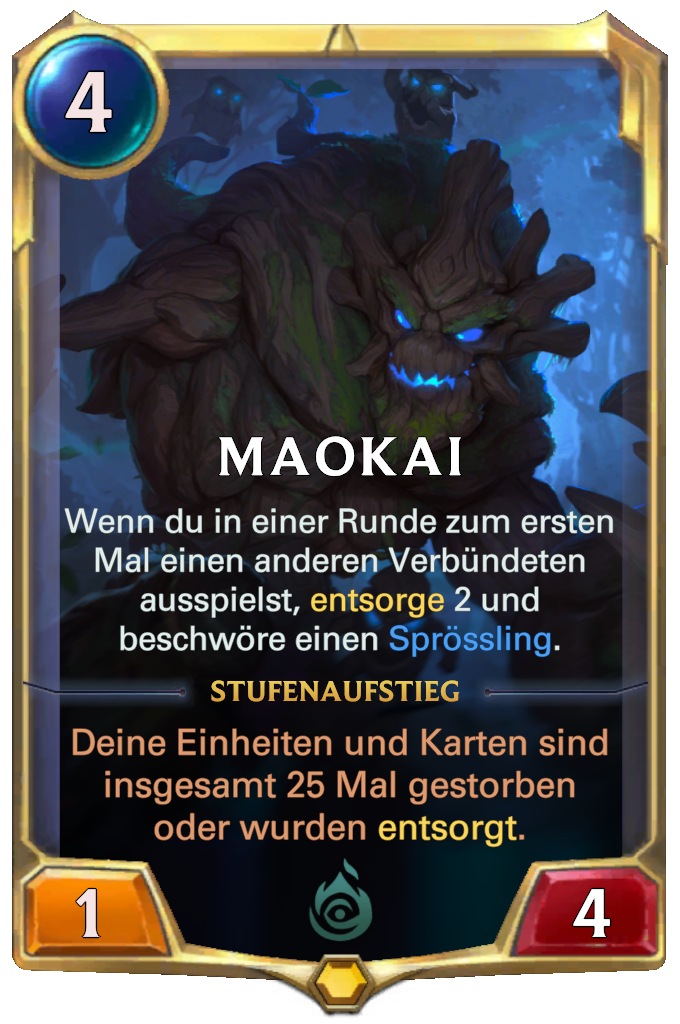 4
MAOKAI
Wenn du in einer Runde zum ersten
Mal einen anderen Verbündeten
ausspielst, entsorge 2 und
beschwöre einen Sprössling.
STUFENAUFSTIEG
Deine Einheiten und Karten sind
insgesamt 25 Mal gestorben
oder wurden entsorgt.
1
4